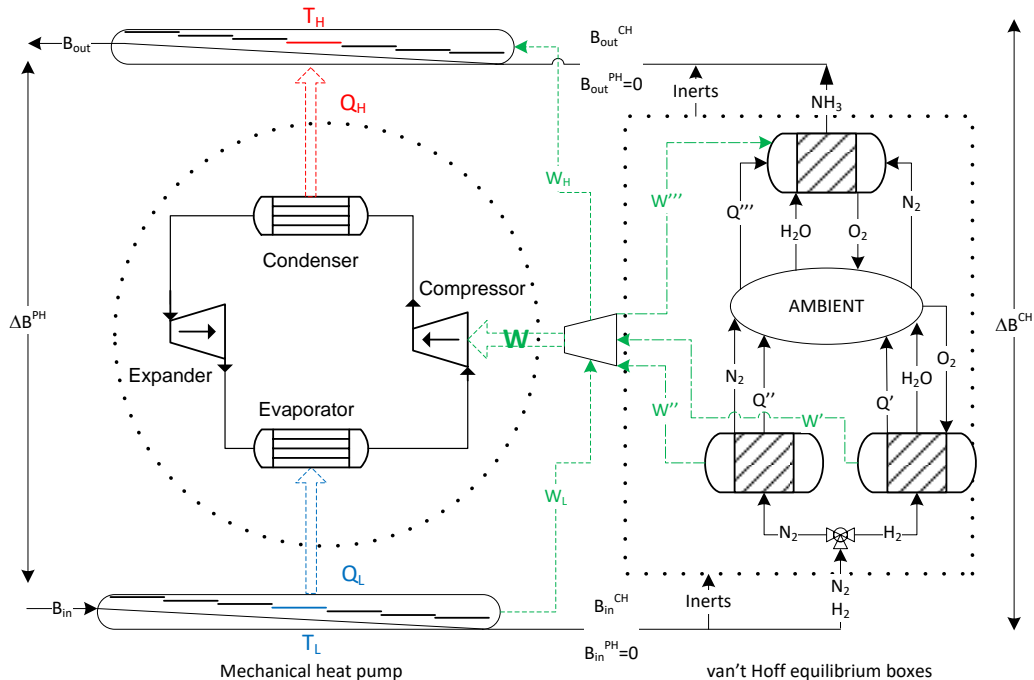 T_H
B_out
B_out^CH
B_out^PH=0
Inerts
NH_3
Q_H
W_H
W'''
Q'''
H_2O
O_2
N_2
Condenser
Compressor
AMBIENT
ΔB^PH
ΔB^CH
W
Expander
Evaporator
N_2
Q''
Q'
H_2O
O_2
W''
W'
W_L
N_2
H_2
Q_L
B_in
B_in^CH
Inerts
N_2
H_2
T_L
B_in^PH=0
Mechanical heat pump
van't Hoff equilibrium boxes